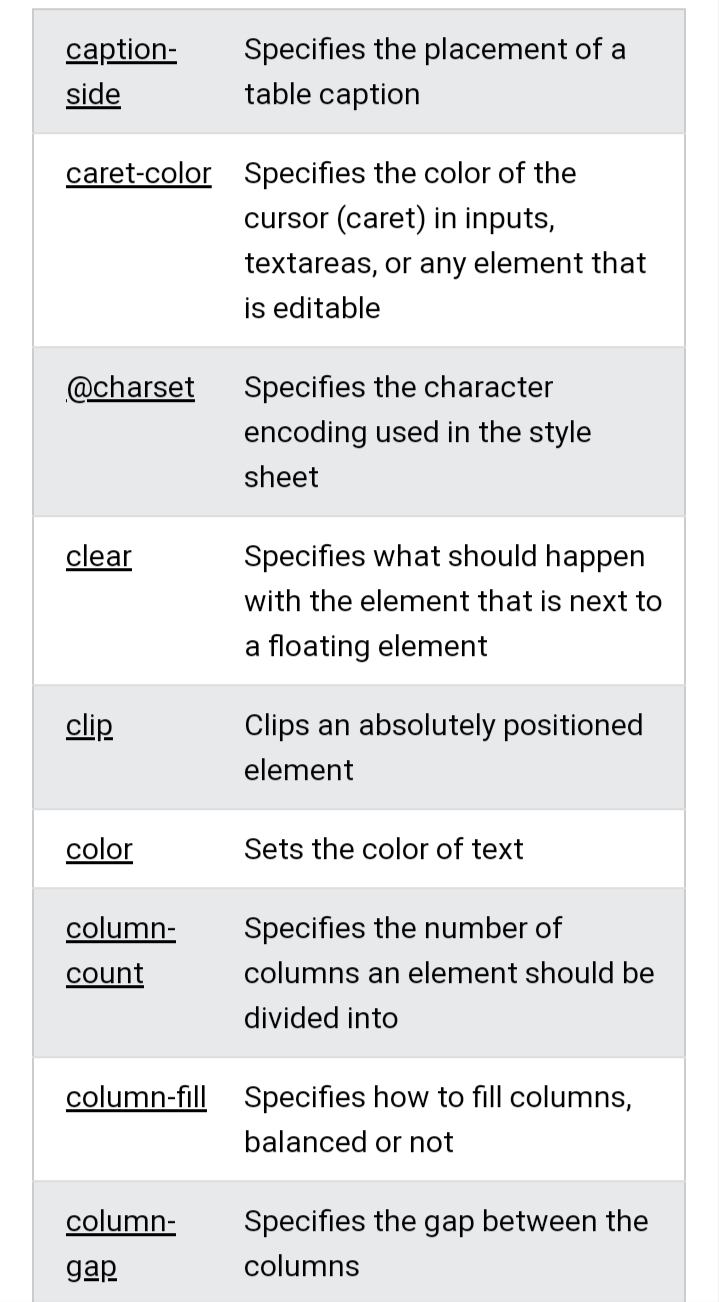 caption-
side
Specifies the placement of a
table caption
caret-color
Specifies the color of the
cursor (caret) in inputs,
textareas, or any element that
is editable
@charset
Specifies the character
encoding used in the style
sheet
clear
Specifies what should happen
with the element that is next to
a floating element
clip
Clips an absolutely positioned
element
color
Sets the color of text
column-
count
Specifies the number of
columns an element should be
divided into
column-fill
Specifies how to fill columns,
balanced or not
column-
gap
Specifies the gap between the
columns